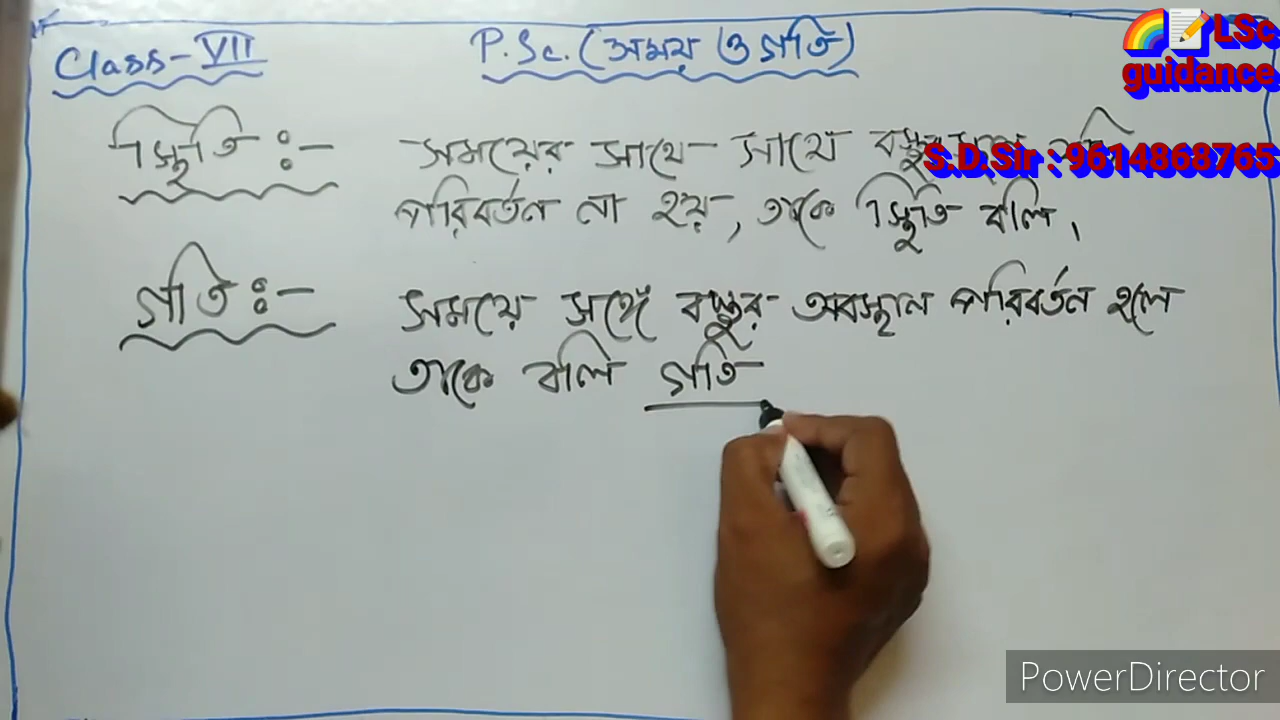 Class-VII P.Sc. (সময় ও গতি)
🌈📝 LSc
guidance
স্থিতি :- সময়ের সাথে সাথে বস্তুর
S.D.Sir : 9614868765
পরিবর্তন না হয়, তাকে স্থিতি বলি।
গতি :- সময়ে সঙ্গে বস্তুর অবস্থান পরিবর্তন হলে
তাকে বলি গতি
PowerDirector